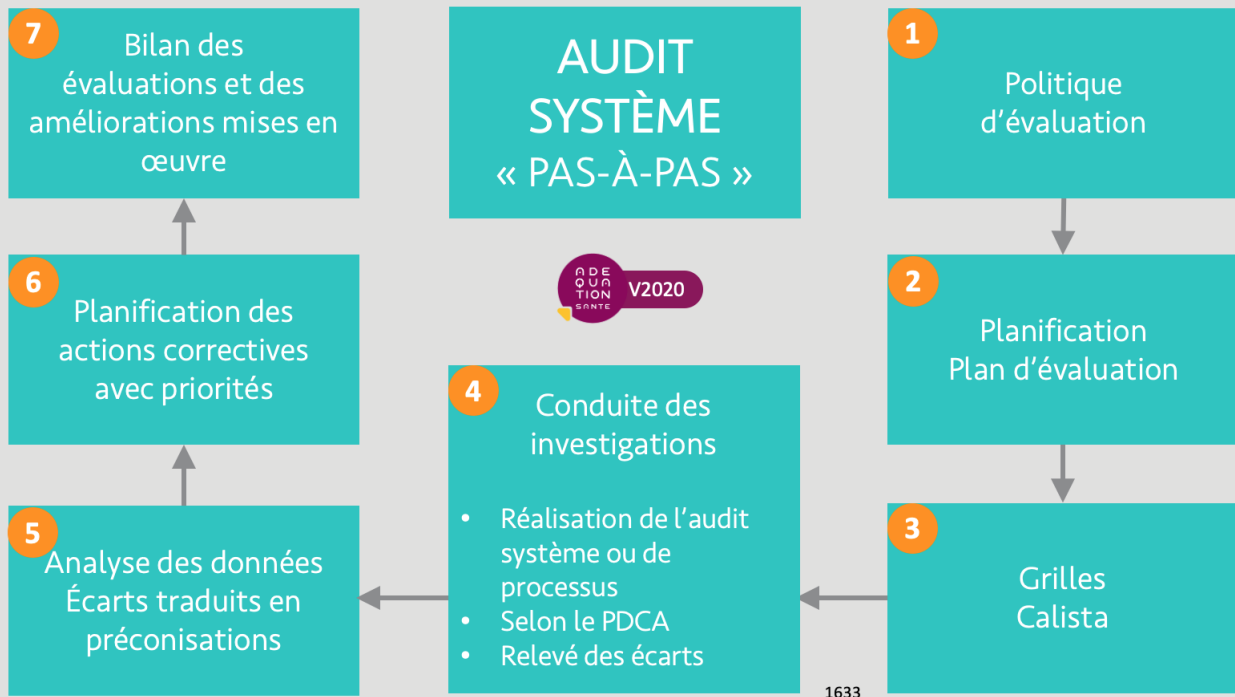 AUDIT
SYSTÈME
« PAS-À-PAS »
ADE
QUA
TION
SANTE
V2020
1
Politique
d’évaluation
2
Planification
Plan d’évaluation
3
Grilles
Calista
4
Conduite des
investigations
• Réalisation de l’audit
système ou de
processus
• Selon le PDCA
• Relevé des écarts
5
Analyse des données
Écarts traduits en
préconisations
6
Planification des
actions correctives
avec priorités
7
Bilan des
évaluations et des
améliorations mises en
œuvre
1633